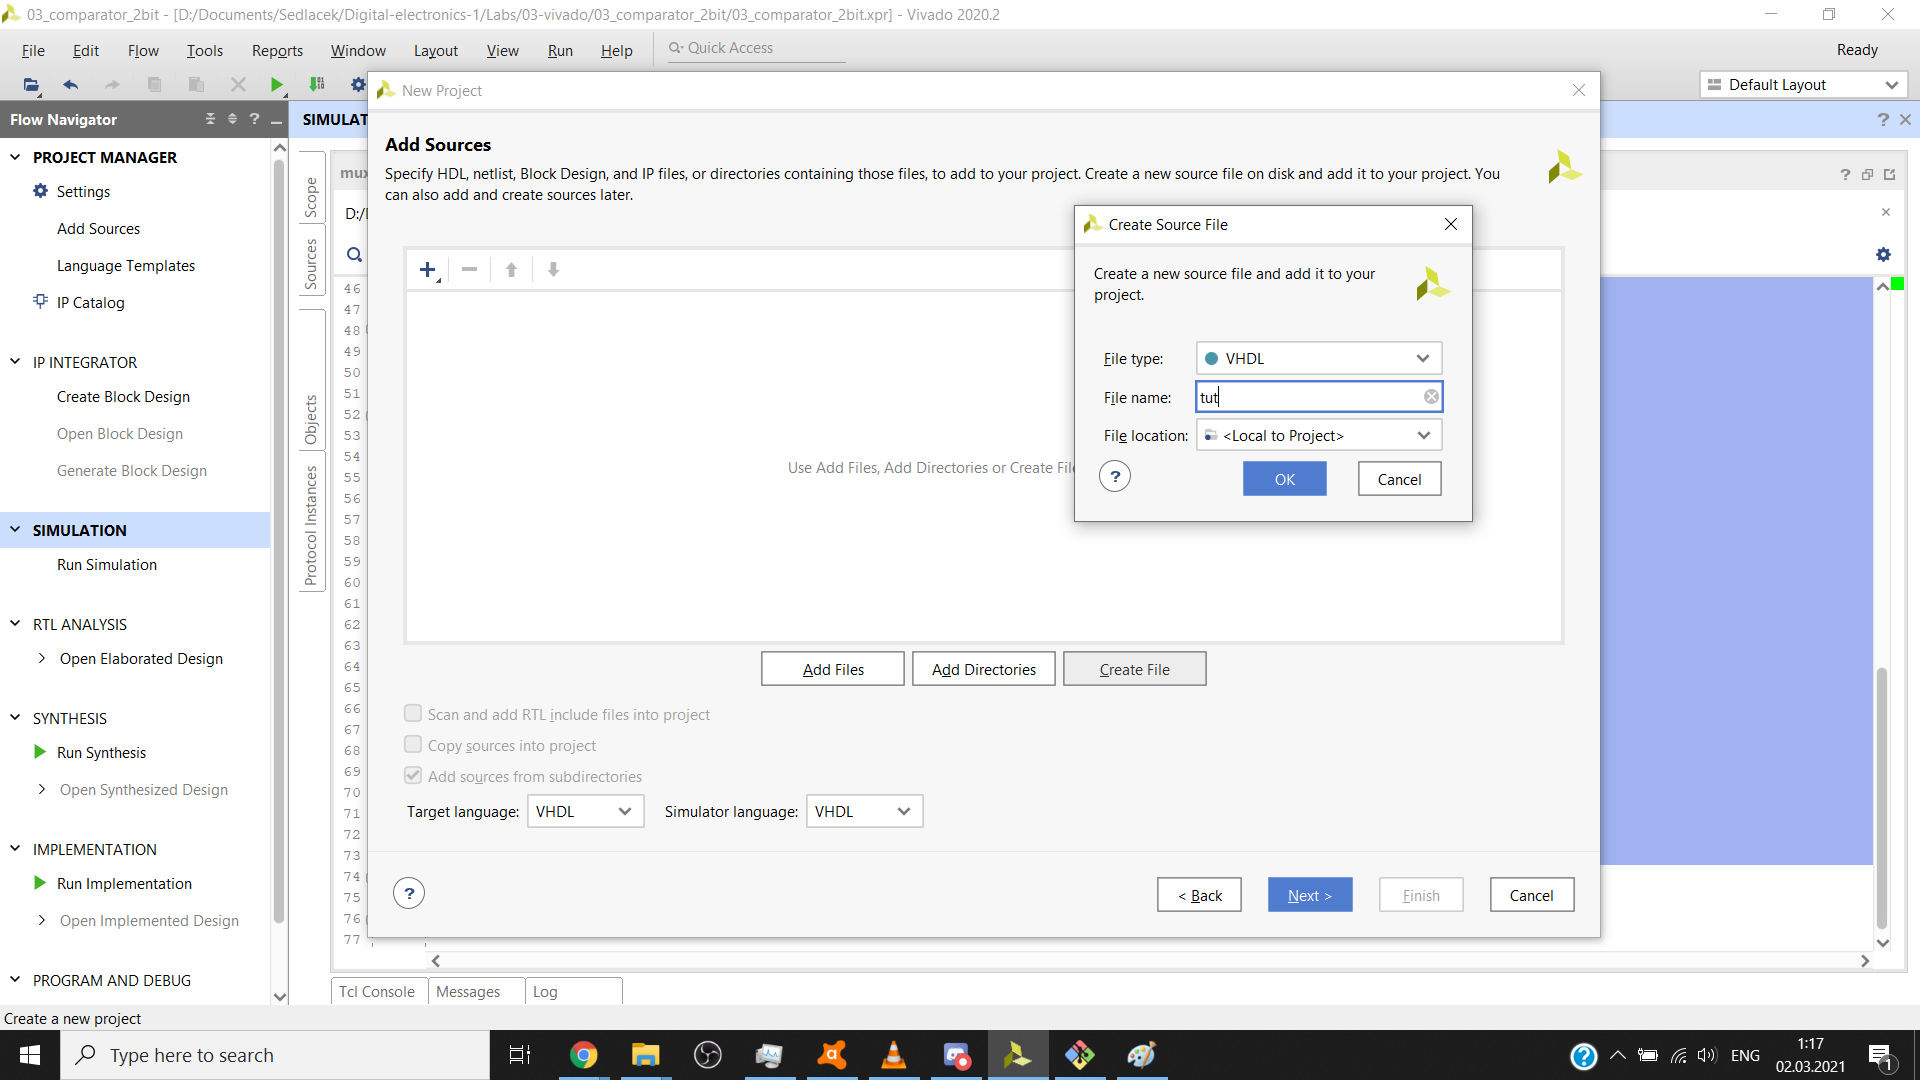 03_comparator_2bit - [D:/Documents/Sedlacek/Digital-electronics-1/Labs/03-vivado/03_comparator_2bit/03_comparator_2bit.xpr] - Vivado 2020.2
File Edit Flow Tools Reports Window Layout View Run Help Quick Access Ready
Default Layout
Flow Navigator
SIMULAT
New Project
PROJECT MANAGER
Settings
Add Sources
Language Templates
IP Catalog
IP INTEGRATOR
Create Block Design
Open Block Design
Generate Block Design
SIMULATION
Run Simulation
RTL ANALYSIS
Open Elaborated Design
SYNTHESIS
Run Synthesis
Open Synthesized Design
IMPLEMENTATION
Run Implementation
Open Implemented Design
PROGRAM AND DEBUG
Scope
Sources
Objects
Protocol Instances
mux
D:/
46
47
48
49
50
51
52
53
54
55
56
57
58
59
60
61
62
63
64
65
66
67
68
69
70
71
72
73
74
75
76
77
Add Sources
Specify HDL, netlist, Block Design, and IP files, or directories containing those files, to add to your project. Create a new source file on disk and add it to your project. You
can also add and create sources later.
Use Add Files, Add Directories or Create File
Create Source File
Create a new source file and add it to your
project.
File type: VHDL
File name: tut
File location: <Local to Project>
? OK Cancel
Add Files Add Directories Create File
Scan and add RTL include files into project
Copy sources into project
Add sources from subdirectories
Target language: VHDL Simulator language: VHDL
? < Back Next > Finish Cancel
Tcl Console Messages Log
Create a new project
Type here to search
ENG
1:17
02.03.2021
1